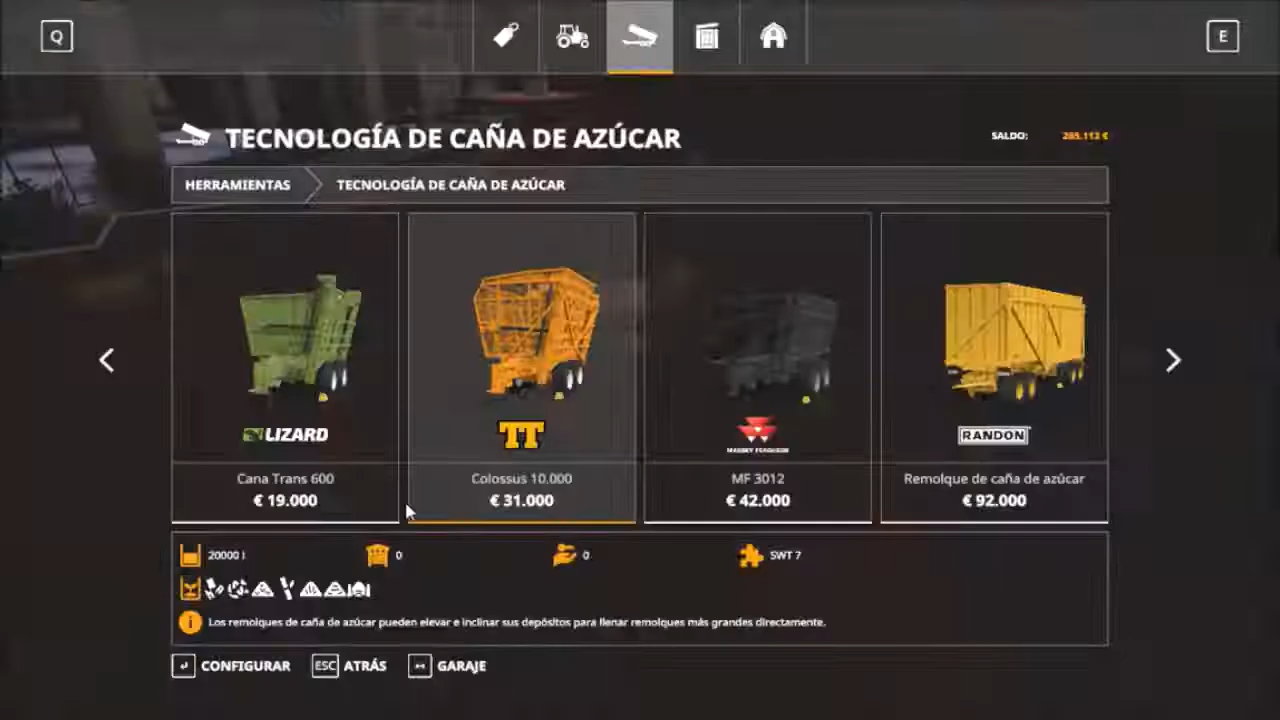 Q
E
TECNOLOGÍA DE CAÑA DE AZÚCAR
SALDO:
HERRAMIENTAS
TECNOLOGÍA DE CAÑA DE AZÚCAR
LIZARD
TT
MASSEY FERGUSON
RANDON
Cana Trans 600
Colossus 10.000
MF 3012
Remolque de caña de azúcar
€ 19.000
€ 31.000
€ 42.000
€ 92.000
20000 l
0
0
SWT 7
Los remolques de caña de azúcar pueden elevar e inclinar sus depósitos para llenar remolques más grandes directamente.
CONFIGURAR
ESC ATRÁS
GARAJE